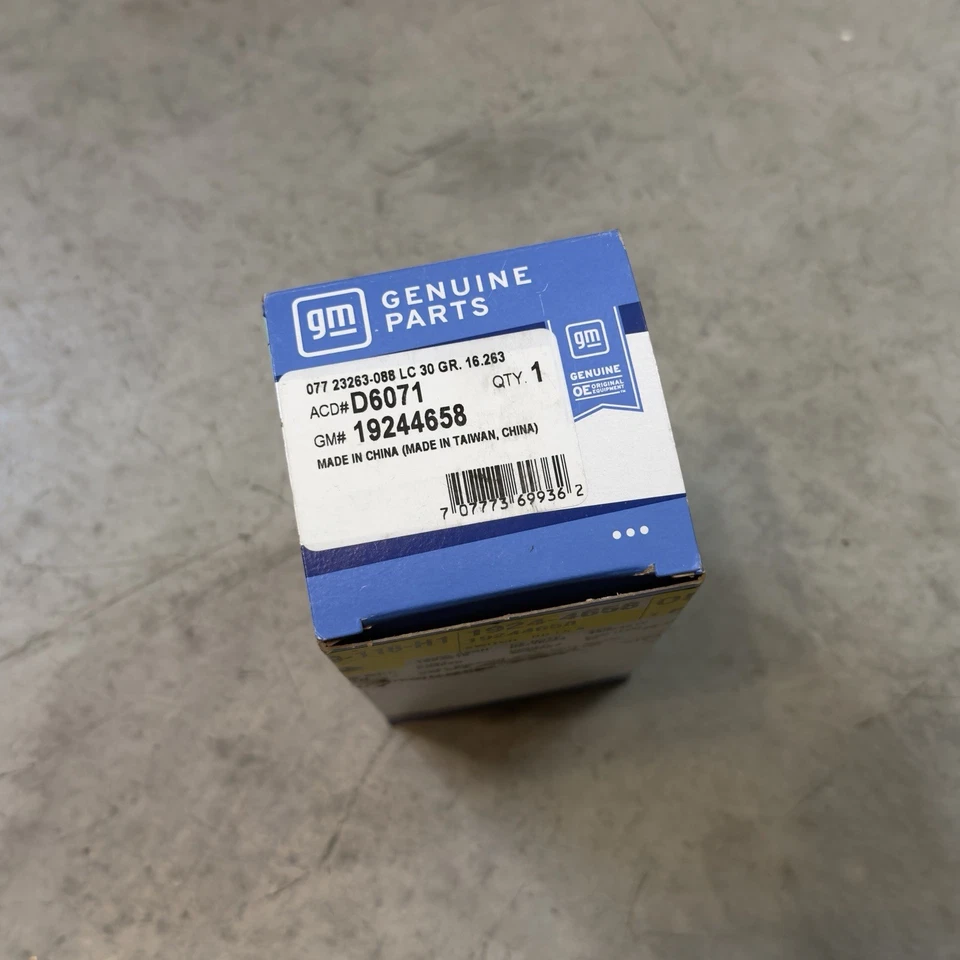 gm GENUINE
PARTS
077 23263-088 LC 30 GR. 16.263
ACD# D6071 QTY. 1
GM# 19244658
MADE IN CHINA (MADE IN TAIWAN, CHINA)
7 07773 69936 2
gm
GENUINE
OE ORIGINAL
EQUIPMENT
19244658